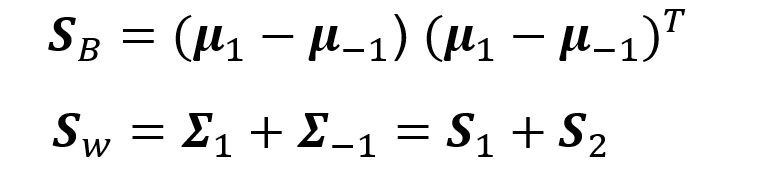 𝑺_B = (𝝁_1 − 𝝁_−1) (𝝁_1 − 𝝁_−1)^T
𝑺_w = 𝜮_1 + 𝜮_−1 = 𝑺_1 + 𝑺_2